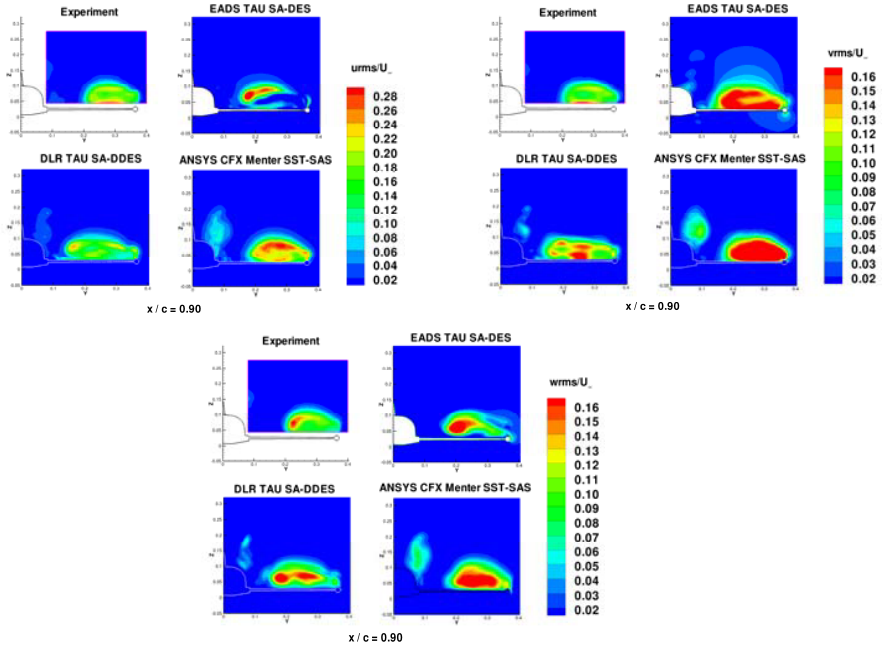 Experiment
EADS TAU SA-DES
urms/U_
0.28
0.26
0.24
0.22
0.20
0.18
0.16
0.14
0.12
0.10
0.08
0.06
0.04
0.02
DLR TAU SA-DDES
ANSYS CFX Menter SST-SAS
x / c = 0.90
Experiment
EADS TAU SA-DES
vrms/U_
0.16
0.15
0.14
0.13
0.12
0.11
0.10
0.09
0.08
0.07
0.06
0.05
0.04
0.03
0.02
DLR TAU SA-DDES
ANSYS CFX Menter SST-SAS
x / c = 0.90
Experiment
EADS TAU SA-DES
wrms/U_
0.16
0.15
0.14
0.13
0.12
0.11
0.10
0.09
0.08
0.07
0.06
0.05
0.04
0.03
0.02
DLR TAU SA-DDES
ANSYS CFX Menter SST-SAS
x / c = 0.90